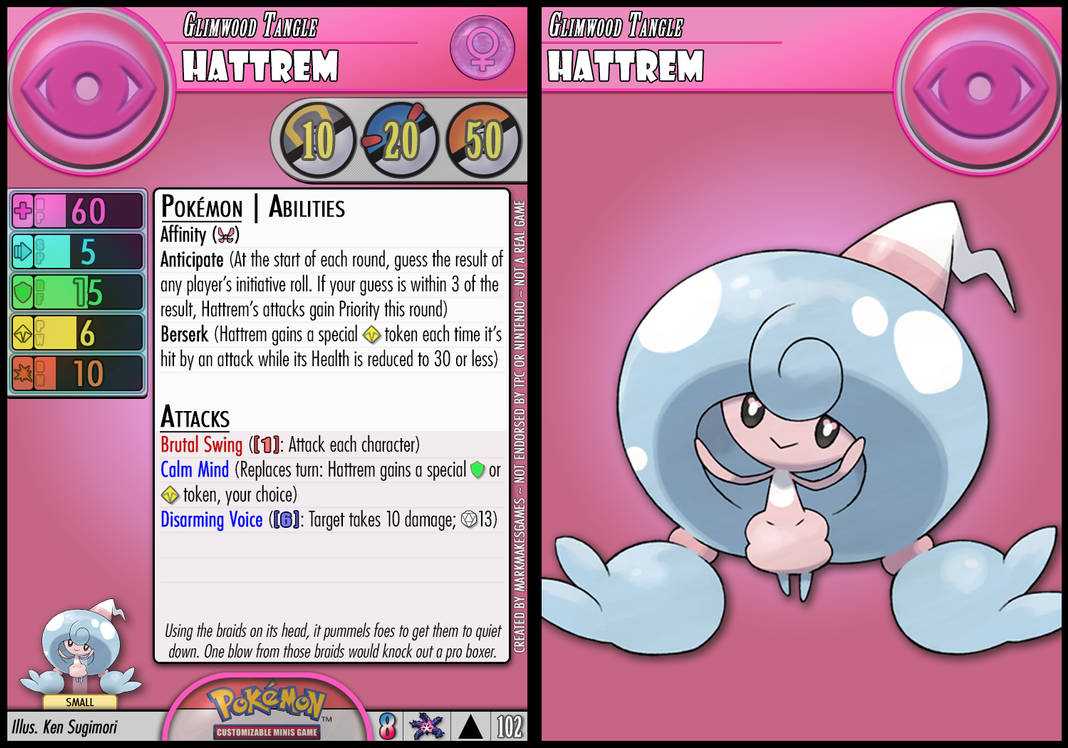 Glimwood Tangle
HATTREM
10 20 50
60
5
15
6
10
Pokémon | Abilities
Affinity ( )
Anticipate (At the start of each round, guess the result of
any player's initiative roll. If your guess is within 3 of the
result, Hattrem's attacks gain Priority this round)
Berserk (Hattrem gains a special token each time it's
hit by an attack while its Health is reduced to 30 or less)
Attacks
Brutal Swing ([1]: Attack each character)
Calm Mind (Replaces turn: Hattrem gains a special or
token, your choice)
Disarming Voice ([6]: Target takes 10 damage; 13)
Using the braids on its head, it pummels foes to get them to quiet
down. One blow from those braids would knock out a pro boxer.
CREATED BY MARKMAKESGAMES ~ NOT ENDORSED BY TPC OR NINTENDO ~ NOT A REAL GAME
SMALL
Illus. Ken Sugimori
POKéMON™
CUSTOMIZABLE MINIS GAME
8
102
Glimwood Tangle
HATTREM